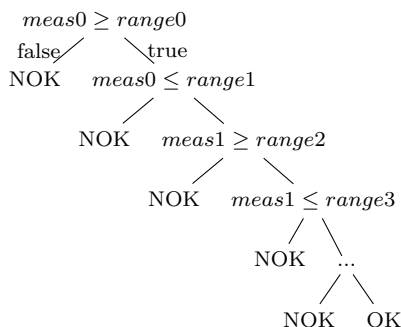 meas0 ≥ range0
false true
NOK meas0 ≤ range1
NOK meas1 ≥ range2
NOK meas1 ≤ range3
NOK ...
NOK OK